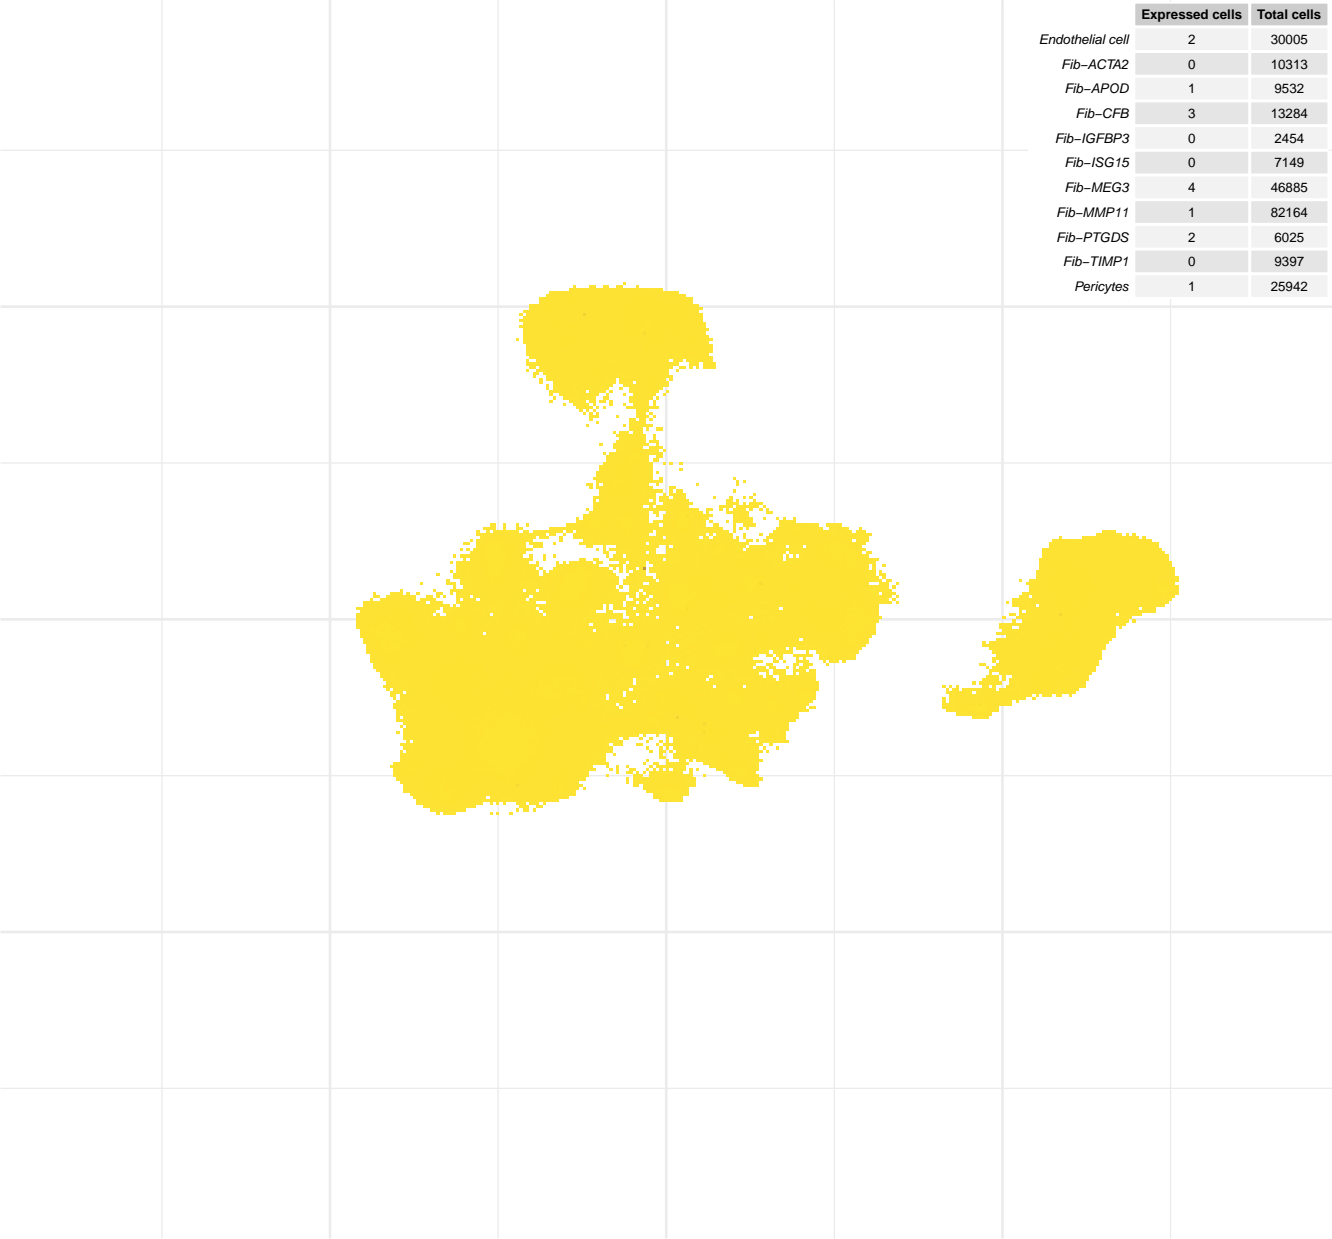 Expressed cells Total cells
Endothelial cell 2 30005
Fib−ACTA2 0 10313
Fib−APOD 1 9532
Fib−CFB 3 13284
Fib−IGFBP3 0 2454
Fib−ISG15 0 7149
Fib−MEG3 4 46885
Fib−MMP11 1 82164
Fib−PTGDS 2 6025
Fib−TIMP1 0 9397
Pericytes 1 25942